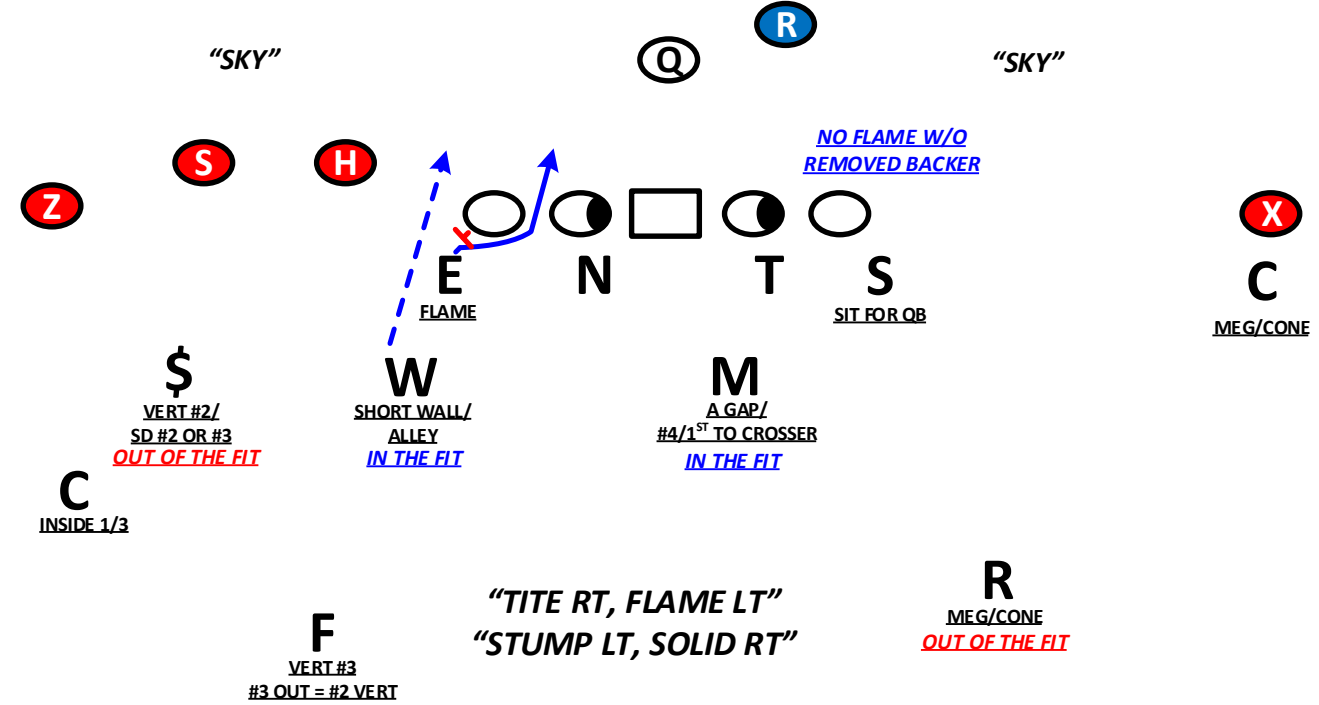 R
“SKY”
Q
“SKY”
NO FLAME W/O
REMOVED BACKER
S
H
Z
X
E
N
T
S
C
FLAME
SIT FOR QB
MEG/CONE
$
W
M
VERT #2/
SD #2 OR #3
OUT OF THE FIT
SHORT WALL/
ALLEY
IN THE FIT
A GAP/
#4/1ST TO CROSSER
IN THE FIT
C
INSIDE 1/3
“TITE RT, FLAME LT”
“STUMP LT, SOLID RT”
R
MEG/CONE
OUT OF THE FIT
F
VERT #3
#3 OUT = #2 VERT